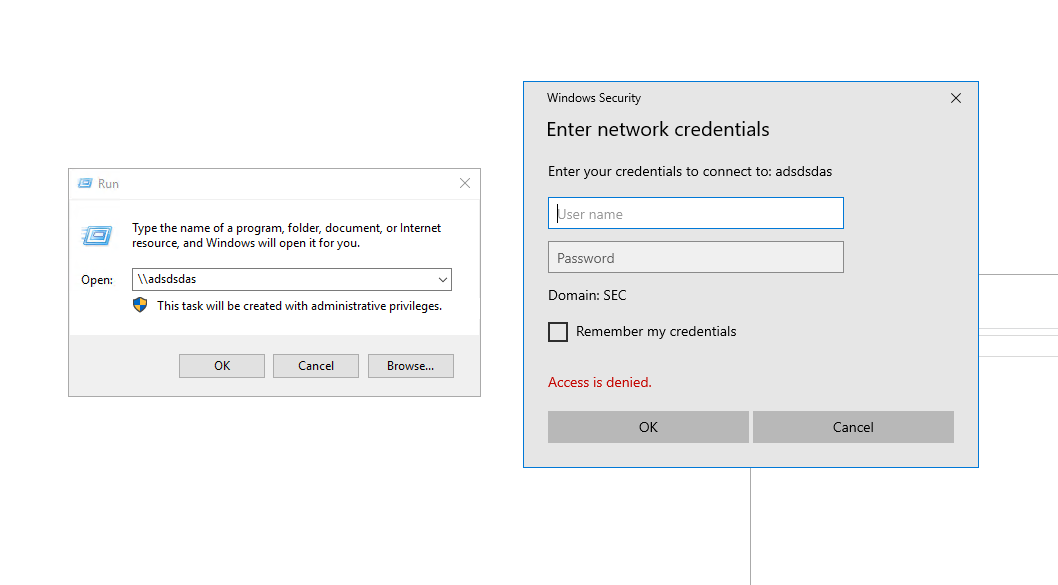 Run
Type the name of a program, folder, document, or Internet
resource, and Windows will open it for you.
Open: \\adsdsdas
This task will be created with administrative privileges.
OK Cancel Browse...
Windows Security
Enter network credentials
Enter your credentials to connect to: adsdsdas
User name
Password
Domain: SEC
Remember my credentials
Access is denied.
OK Cancel